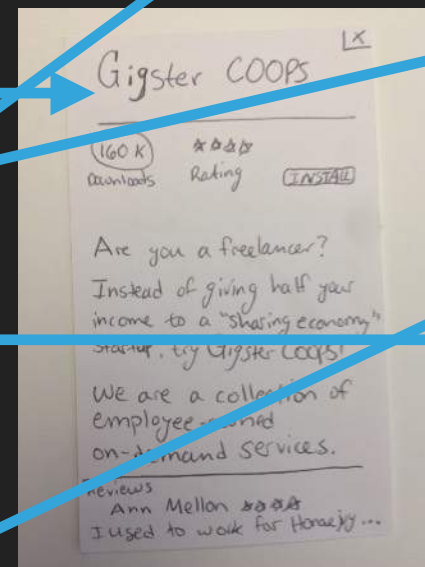 X
Gigster COOPS
160 K ☆☆☆☆
Downloads Rating INSTALL
Are you a freelancer?
Instead of giving half your
income to a "sharing economy"
startup, try Gigster Coops!
We are a collection of
employee-owned
on-demand services.
Reviews
Ann Mellon ☆☆☆☆
I used to work for